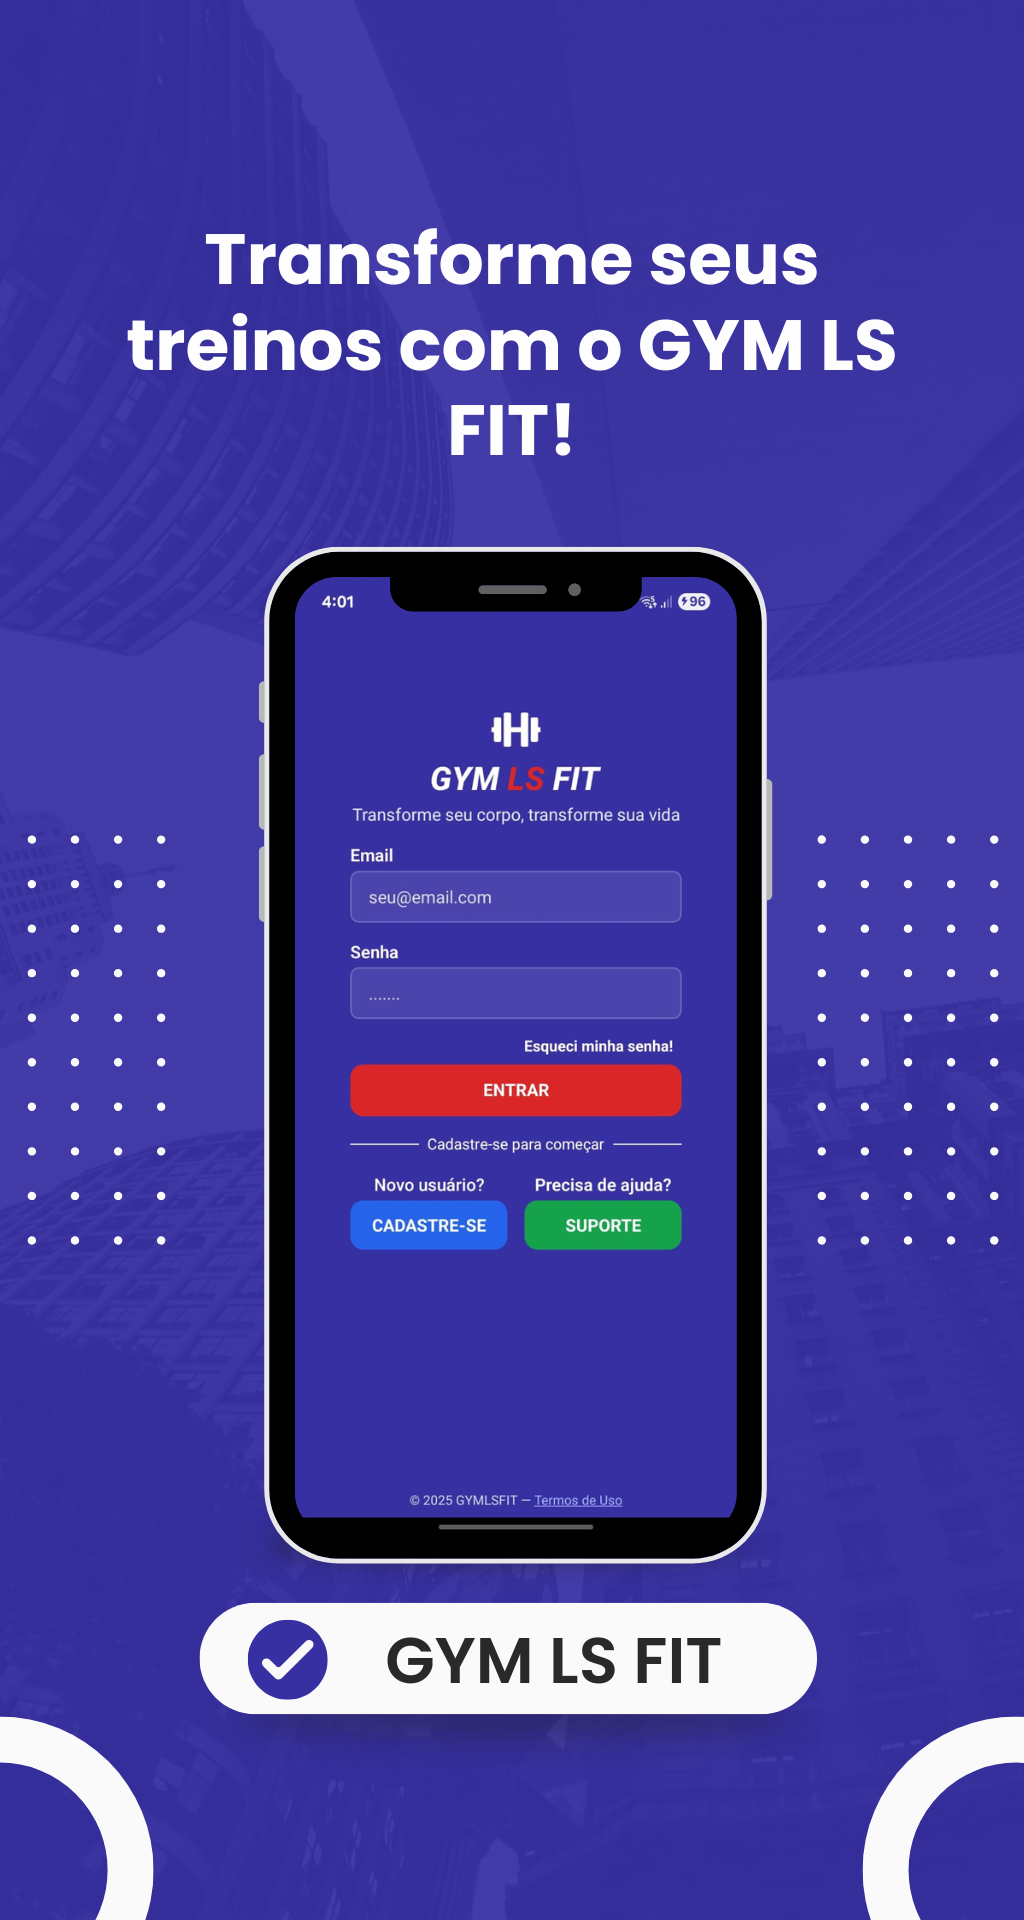 Transforme seus
treinos com o GYM LS
FIT!
4:01
96
GYM LS FIT
Transforme seu corpo, transforme sua vida
Email
seu@email.com
Senha
.......
Esqueci minha senha!
ENTRAR
Cadastre-se para começar
Novo usuário? Precisa de ajuda?
CADASTRE-SE SUPORTE
© 2025 GYMLSFIT — Termos de Uso
GYM LS FIT